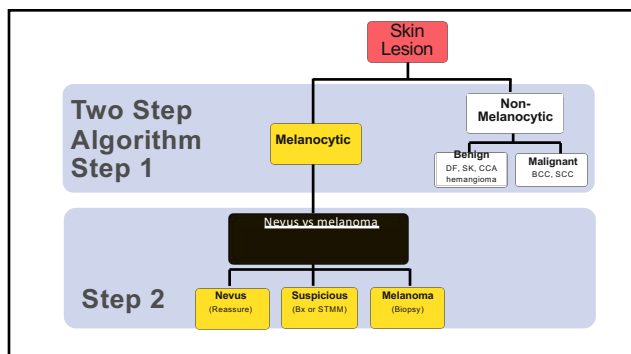 Skin
Lesion
Two Step
Algorithm
Step 1
Melanocytic
Non-
Melanocytic
Benign
DF, SK, CCA
hemangioma
Malignant
BCC, SCC
Nevus vs melanoma
Step 2
Nevus
(Reassure)
Suspicious
(Bx or STMM)
Melanoma
(Biopsy)